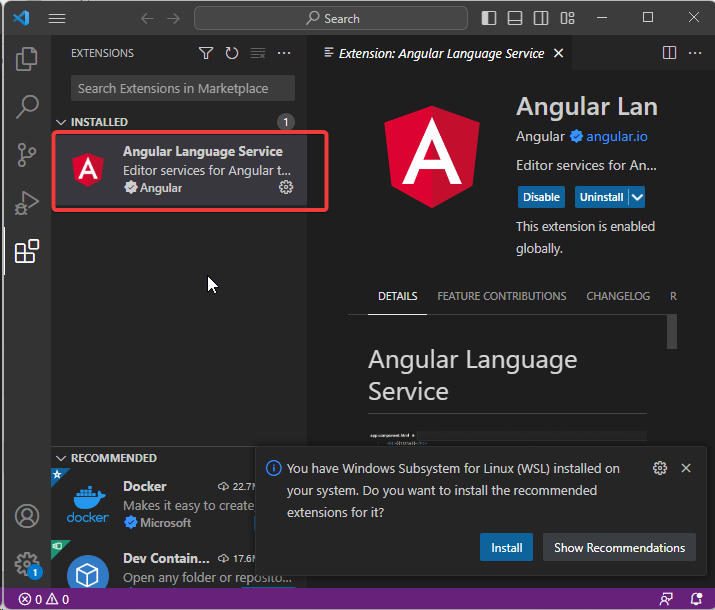 Search
EXTENSIONS
Extension: Angular Language Service
Search Extensions in Marketplace
INSTALLED
1
Angular Language Service
Editor services for Angular t...
Angular
Angular Lan
Angular angular.io
Editor services for An...
Disable
Uninstall
This extension is enabled
globally.
DETAILS
FEATURE CONTRIBUTIONS
CHANGELOG
R
Angular Language
Service
app.component.html
RECOMMENDED
Docker
22.7M
Makes it easy to create,
Microsoft
docker
Dev Contain...
17.6M
Open any folder or reposito...
You have Windows Subsystem for Linux (WSL) installed on
your system. Do you want to install the recommended
extensions for it?
Install
Show Recommendations
1
0
0